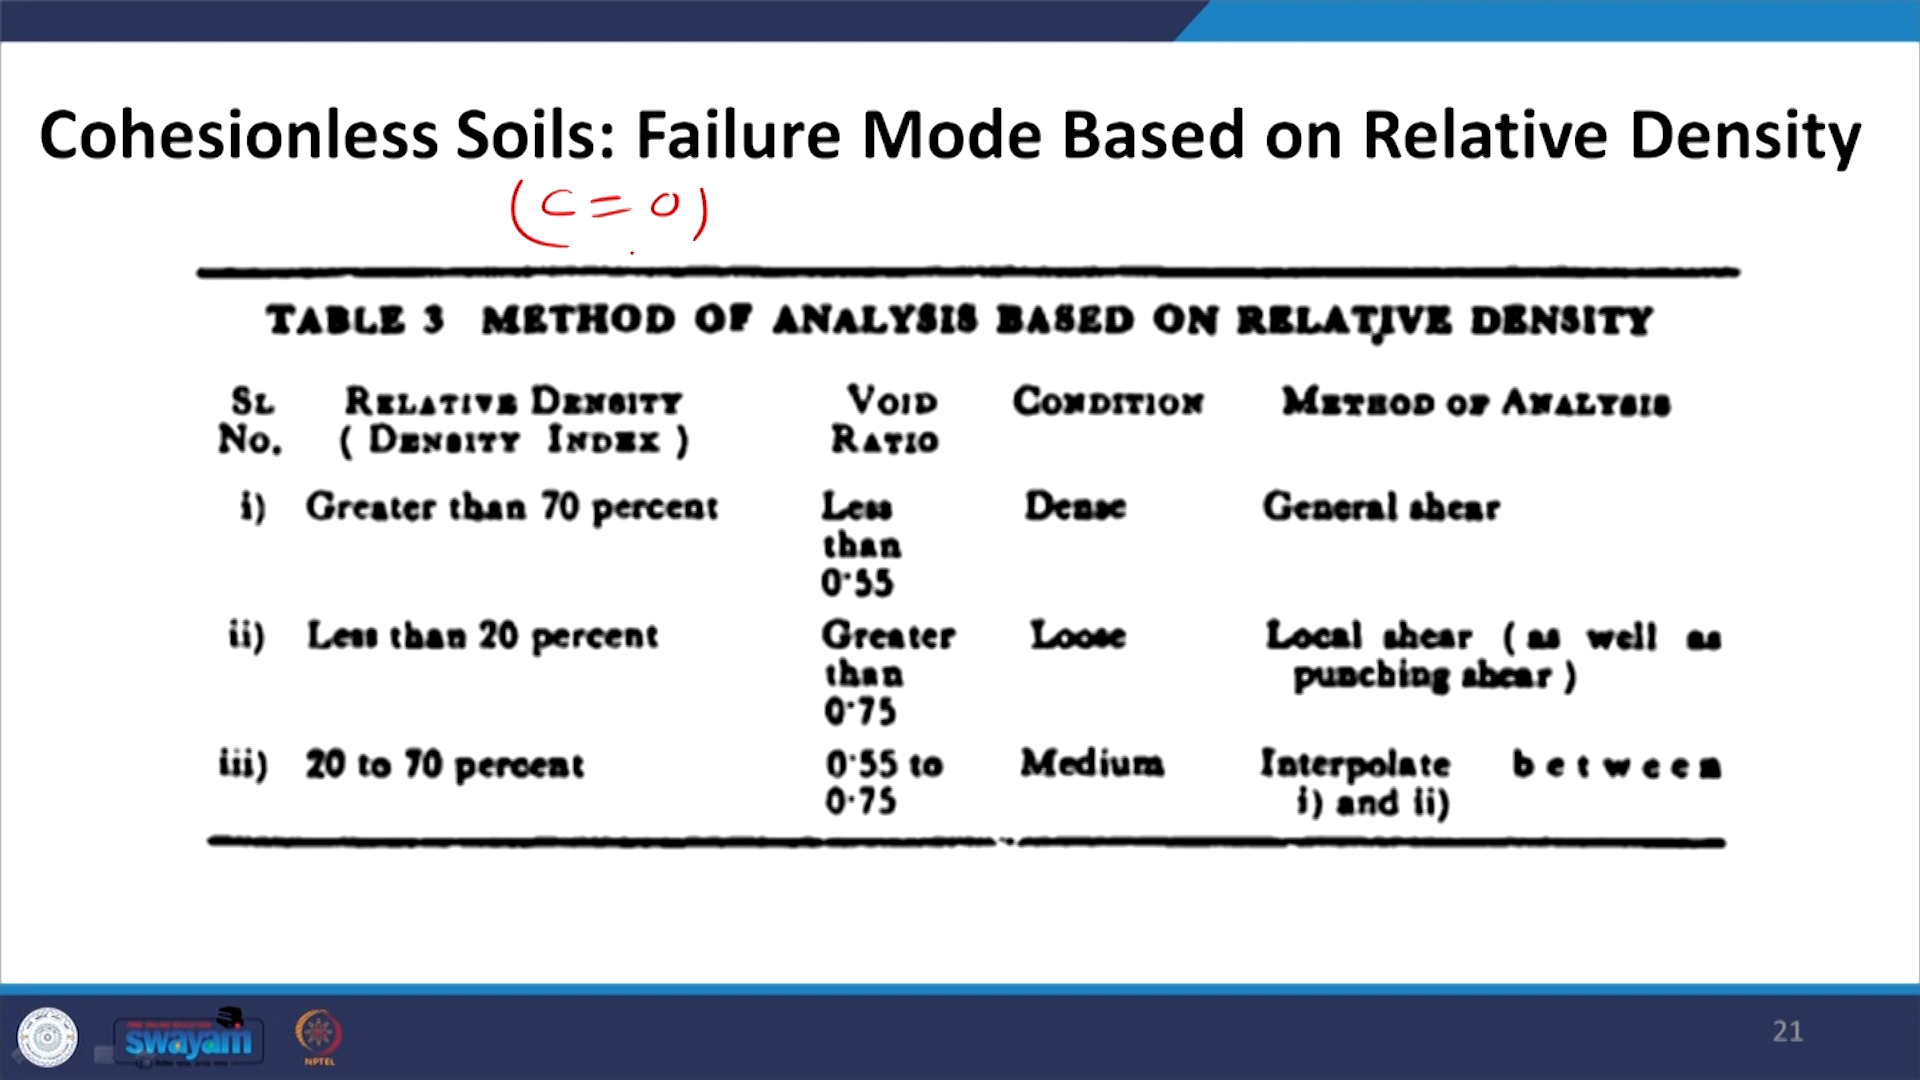 Cohesionless Soils: Failure Mode Based on Relative Density
(C = 0)
TABLE 3 METHOD OF ANALYSIS BASED ON RELATIVE DENSITY
SL RELATIVE DENSITY VOID CONDITION METHOD OF ANALYSIS
NO. ( DENSITY INDEX ) RATIO
i) Greater than 70 percent Less Dense General shear
than
0·55
ii) Less than 20 percent Greater Loose Local shear ( as well as
than punching shear )
0·75
iii) 20 to 70 percent 0·55 to Medium Interpolate between
0·75 i) and ii)
swayam
NPTEL
21